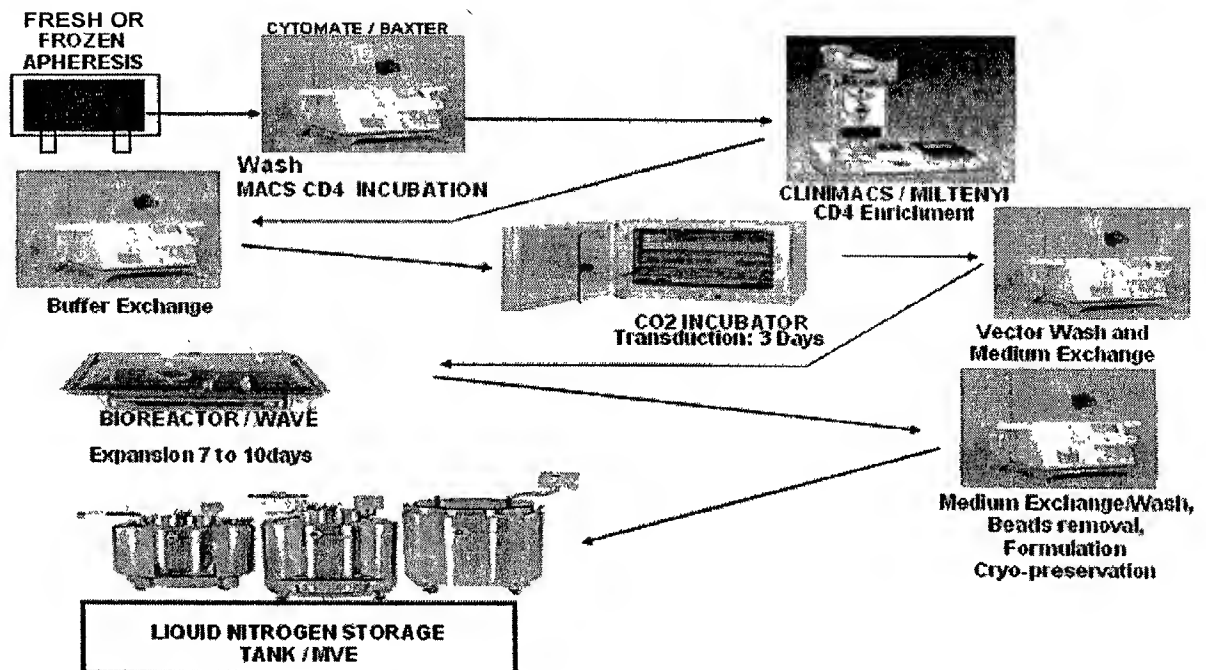 FRESH OR
FROZEN
APHERESIS
CYTOMATE / BAXTER
Wash
MACS CD4 INCUBATION
CLINIMACS / MILTENYI
CD4 Enrichment
Buffer Exchange
CO2 INCUBATOR
Transduction: 3 Days
Vector Wash and
Medium Exchange
BIOREACTOR / WAVE
Expansion 7 to 10days
Medium Exchange/Wash,
Beads removal,
Formulation
Cryo-preservation
LIQUID NITROGEN STORAGE
TANK / MVE